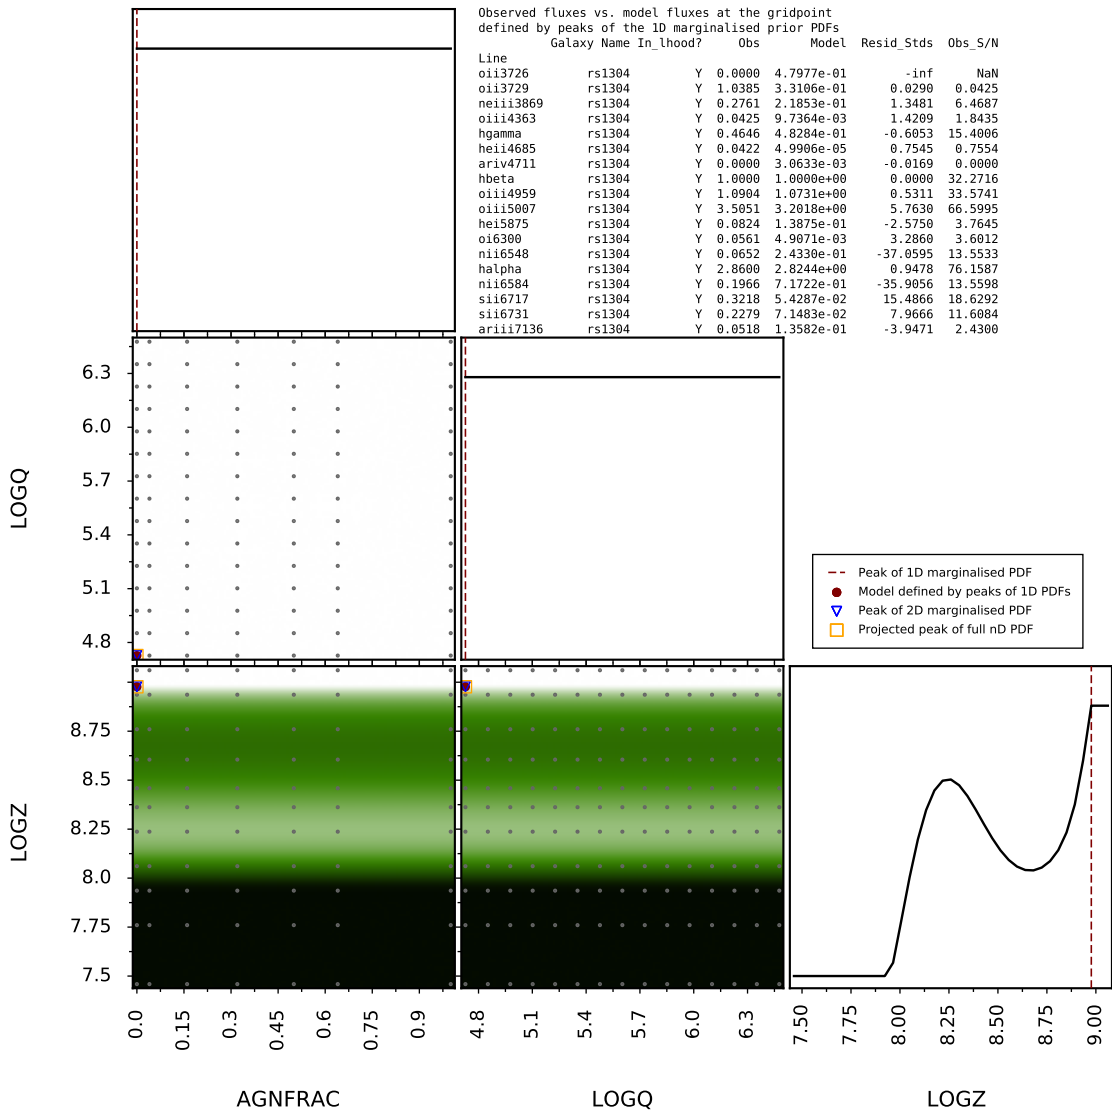 Observed fluxes vs. model fluxes at the gridpoint
defined by peaks of the 1D marginalised prior PDFs
Galaxy Name In_lhood? Obs Model Resid_Stds Obs_S/N
Line
oii3726 rs1304 Y 0.0000 4.7977e-01 -inf NaN
oii3729 rs1304 Y 1.0385 3.3106e-01 0.0290 0.0425
neiii3869 rs1304 Y 0.2761 2.1853e-01 1.3481 6.4687
oiii4363 rs1304 Y 0.0425 9.7364e-03 1.4209 1.8435
hgamma rs1304 Y 0.4646 4.8284e-01 -0.6053 15.4006
heii4685 rs1304 Y 0.0422 4.9906e-05 0.7545 0.7554
ariv4711 rs1304 Y 0.0000 3.0633e-03 -0.0169 0.0000
hbeta rs1304 Y 1.0000 1.0000e+00 0.0000 32.2716
oiii4959 rs1304 Y 1.0904 1.0731e+00 0.5311 33.5741
oiii5007 rs1304 Y 3.5051 3.2018e+00 5.7630 66.5995
hei5875 rs1304 Y 0.0824 1.3875e-01 -2.5750 3.7645
oi6300 rs1304 Y 0.0561 4.9071e-03 3.2860 3.6012
nii6548 rs1304 Y 0.0652 2.4330e-01 -37.0595 13.5533
halpha rs1304 Y 2.8600 2.8244e+00 0.9478 76.1587
nii6584 rs1304 Y 0.1966 7.1722e-01 -35.9056 13.5598
sii6717 rs1304 Y 0.3218 5.4287e-02 15.4866 18.6292
sii6731 rs1304 Y 0.2279 7.1483e-02 7.9666 11.6084
ariii7136 rs1304 Y 0.0518 1.3582e-01 -3.9471 2.4300
6.3
6.0
5.7
5.4
5.1
4.8
LOGQ
Peak of 1D marginalised PDF
Model defined by peaks of 1D PDFs
Peak of 2D marginalised PDF
Projected peak of full nD PDF
8.75
8.5
8.25
8.0
7.75
7.5
LOGZ
0.0 0.15 0.3 0.45 0.6 0.75 0.9
4.8 5.1 5.4 5.7 6.0 6.3
7.50 7.75 8.00 8.25 8.50 8.75 9.00
AGNFRAC
LOGQ
LOGZ